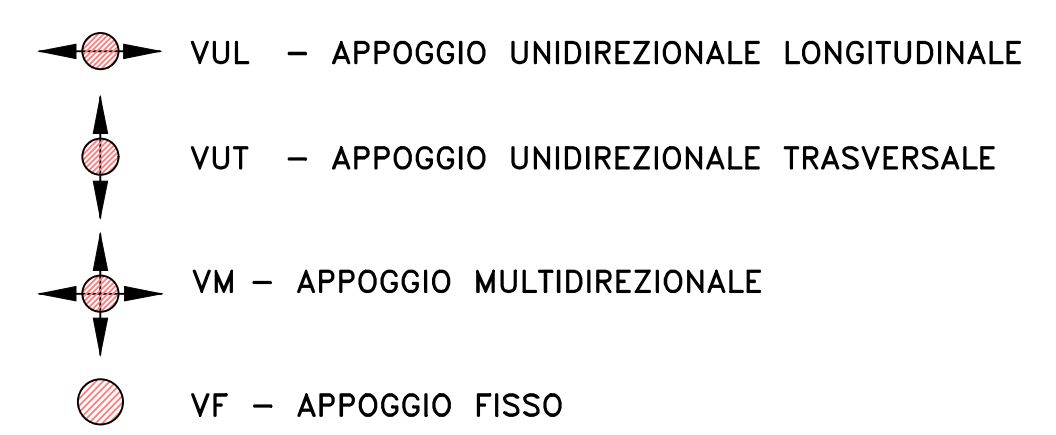 VUL – APPOGGIO UNIDIREZIONALE LONGITUDINALE
VUT – APPOGGIO UNIDIREZIONALE TRASVERSALE
VM – APPOGGIO MULTIDIREZIONALE
VF – APPOGGIO FISSO